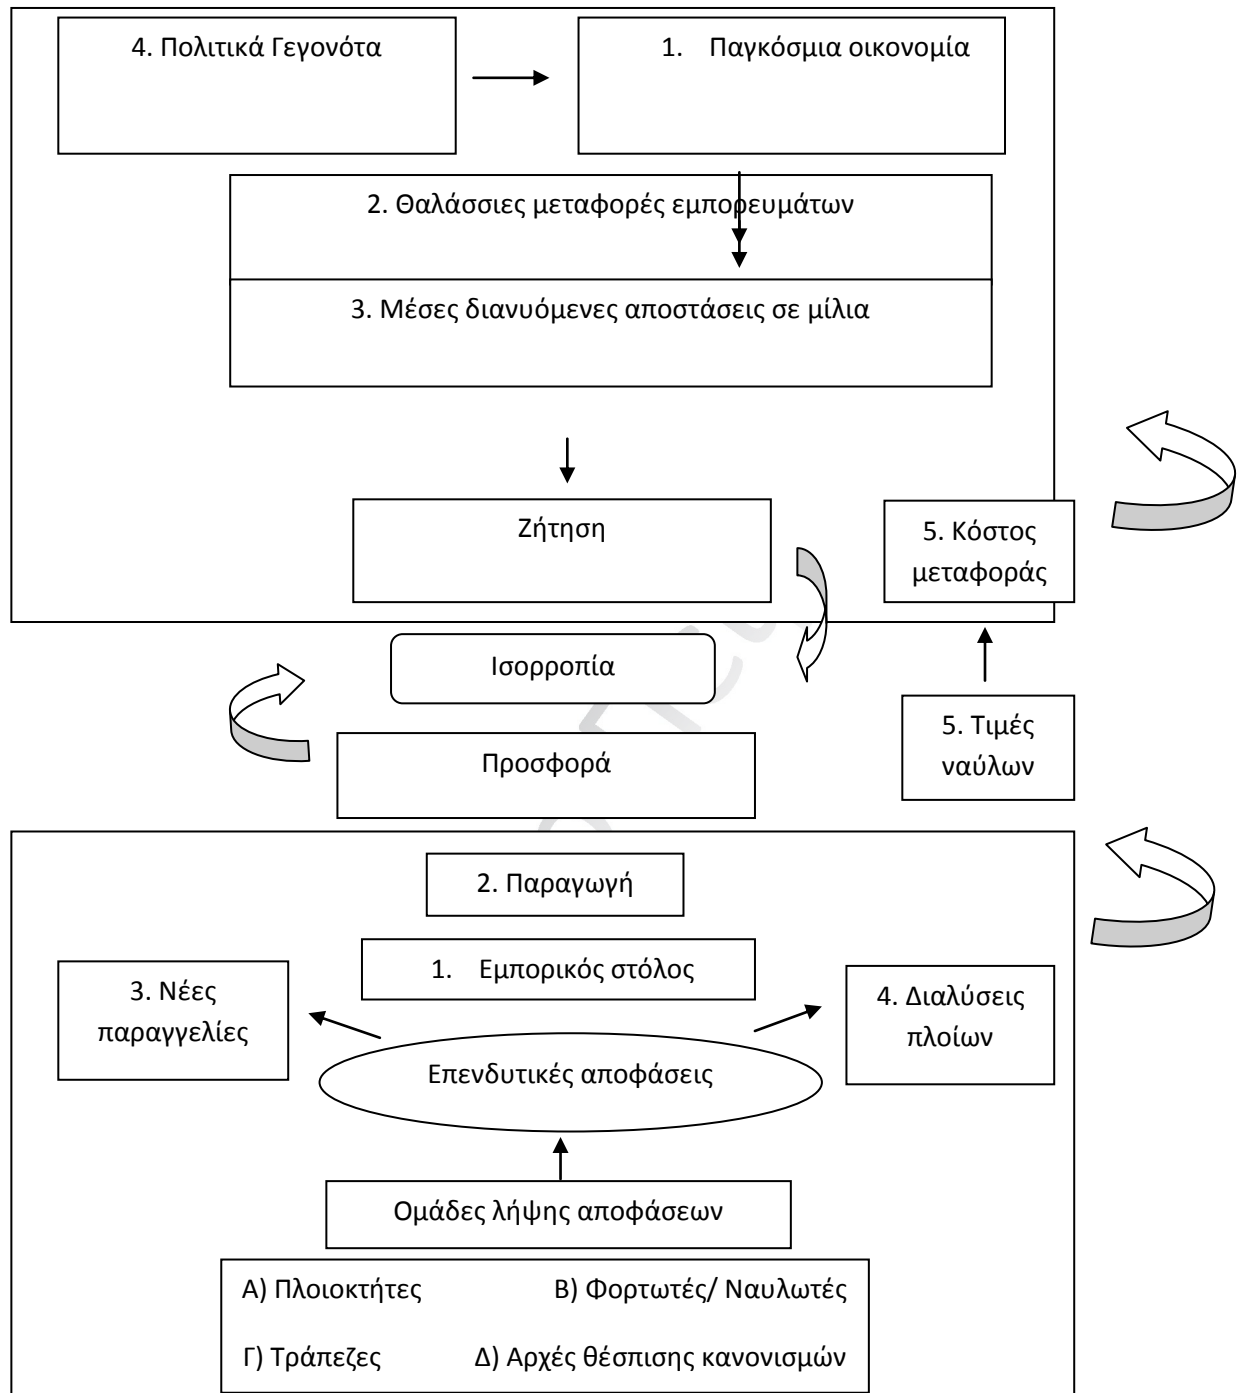 4. Πολιτικά Γεγονότα
1. Παγκόσμια οικονομία
2. Θαλάσσιες μεταφορές εμπορευμάτων
3. Μέσες διανυόμενες αποστάσεις σε μίλια
Ζήτηση
5. Κόστος
μεταφοράς
Ισορροπία
5. Τιμές
ναύλων
Προσφορά
2. Παραγωγή
1. Εμπορικός στόλος
3. Νέες
παραγγελίες
4. Διαλύσεις
πλοίων
Επενδυτικές αποφάσεις
Ομάδες λήψης αποφάσεων
Α) Πλοιοκτήτες Β) Φορτωτές/ Ναυλωτές
Γ) Τράπεζες Δ) Αρχές θέσπισης κανονισμών